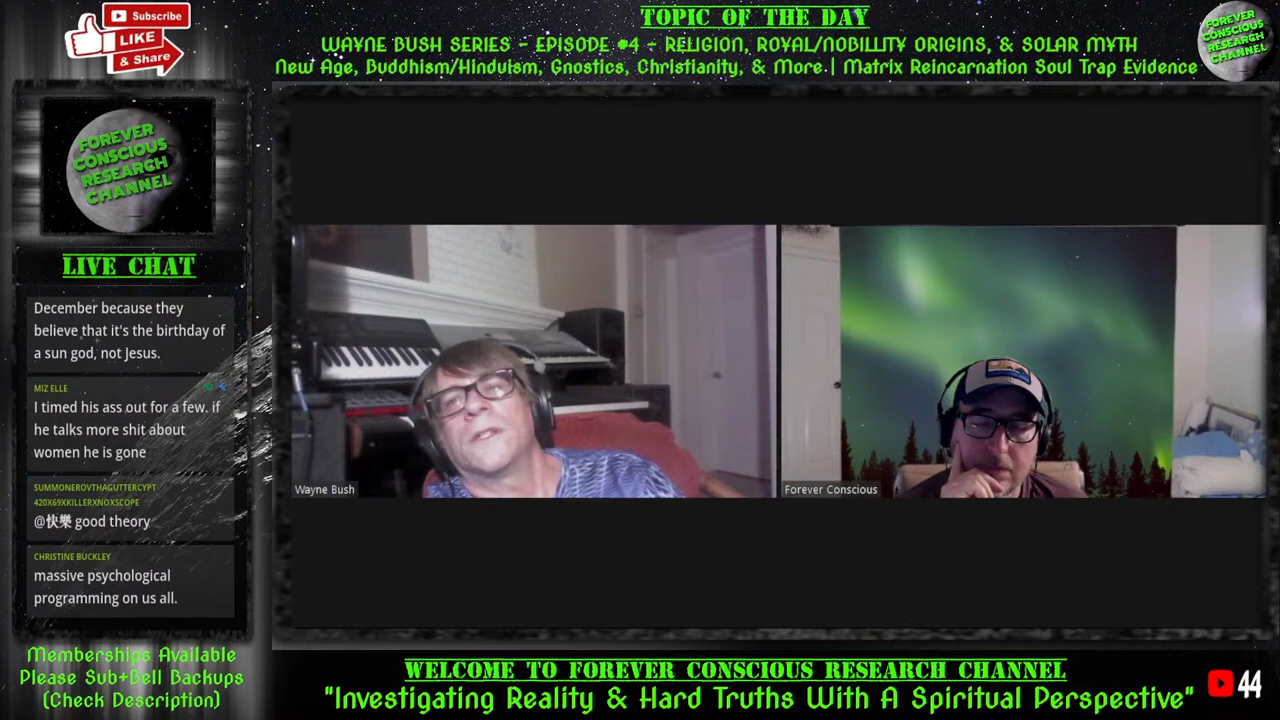 Subscribe
LIKE
& Share
TOPIC OF THE DAY
WAYNE BUSH SERIES - EPISODE #4 - RELIGION, ROYAL/NOBILLITY ORIGINS, & SOLAR MYTH
New Age, Buddhism/Hinduism, Gnostics, Christianity, & More | Matrix Reincarnation Soul Trap Evidence
FOREVER
CONSCIOUS
RESEARCH
CHANNEL
FOREVER
CONSCIOUS
RESEARCH
CHANNEL
LIVE CHAT
December because they
believe that it's the birthday of
a sun god, not Jesus.
MIZ ELLE
I timed his ass out for a few. if
he talks more shit about
women he is gone
SUMMONEROVTHAGUTTERCYPT
420X69XKILLERXNOXSCOPE
@快樂 good theory
CHRISTINE BUCKLEY
massive psychological
programming on us all.
Wayne Bush
Forever Conscious
Memberships Available
Please Sub+Bell Backups
(Check Description)
WELCOME TO FOREVER CONSCIOUS RESEARCH CHANNEL
"Investigating Reality & Hard Truths With A Spiritual Perspective"
44